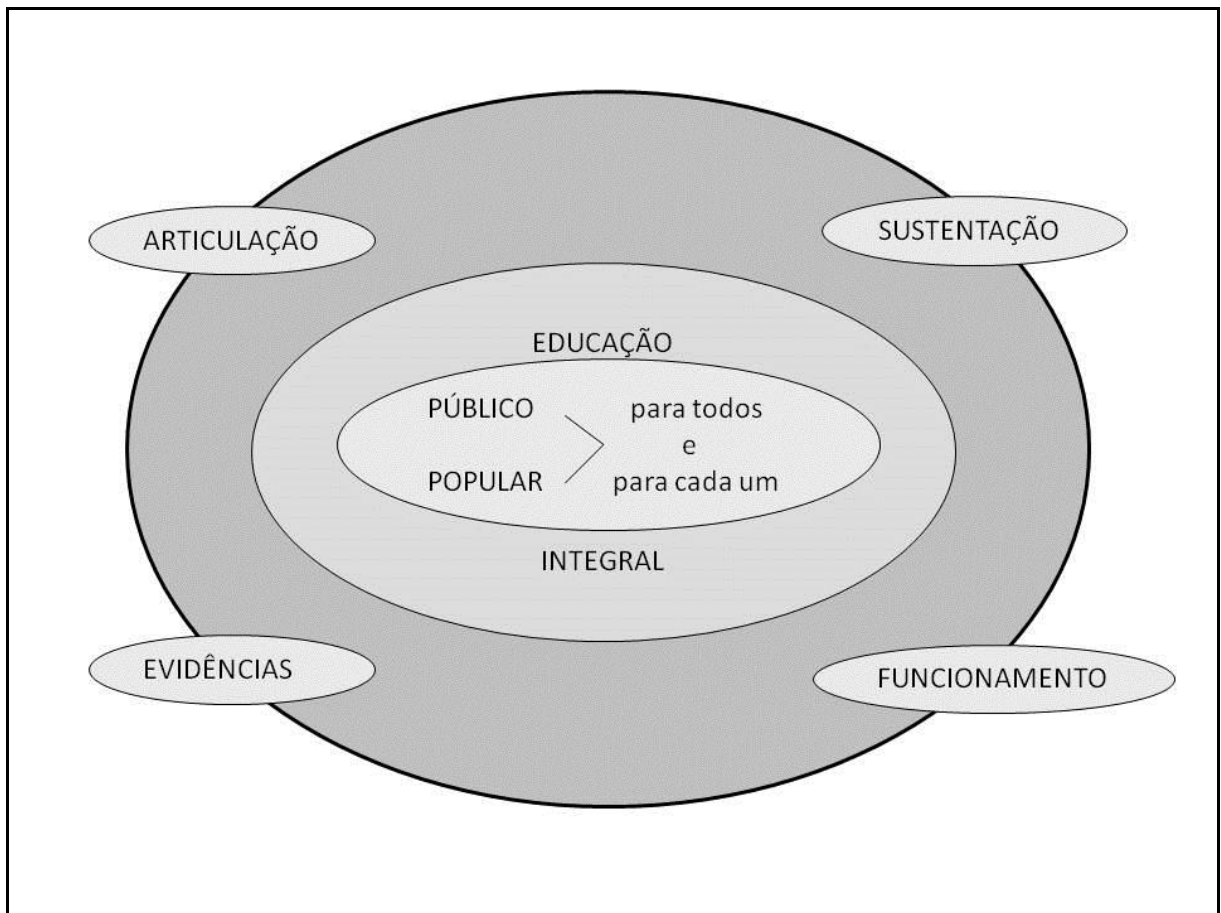 ARTICULAÇÃO
SUSTENTAÇÃO
EDUCAÇÃO
PÚBLICO
para todos
e
POPULAR
para cada um
INTEGRAL
EVIDÊNCIAS
FUNCIONAMENTO